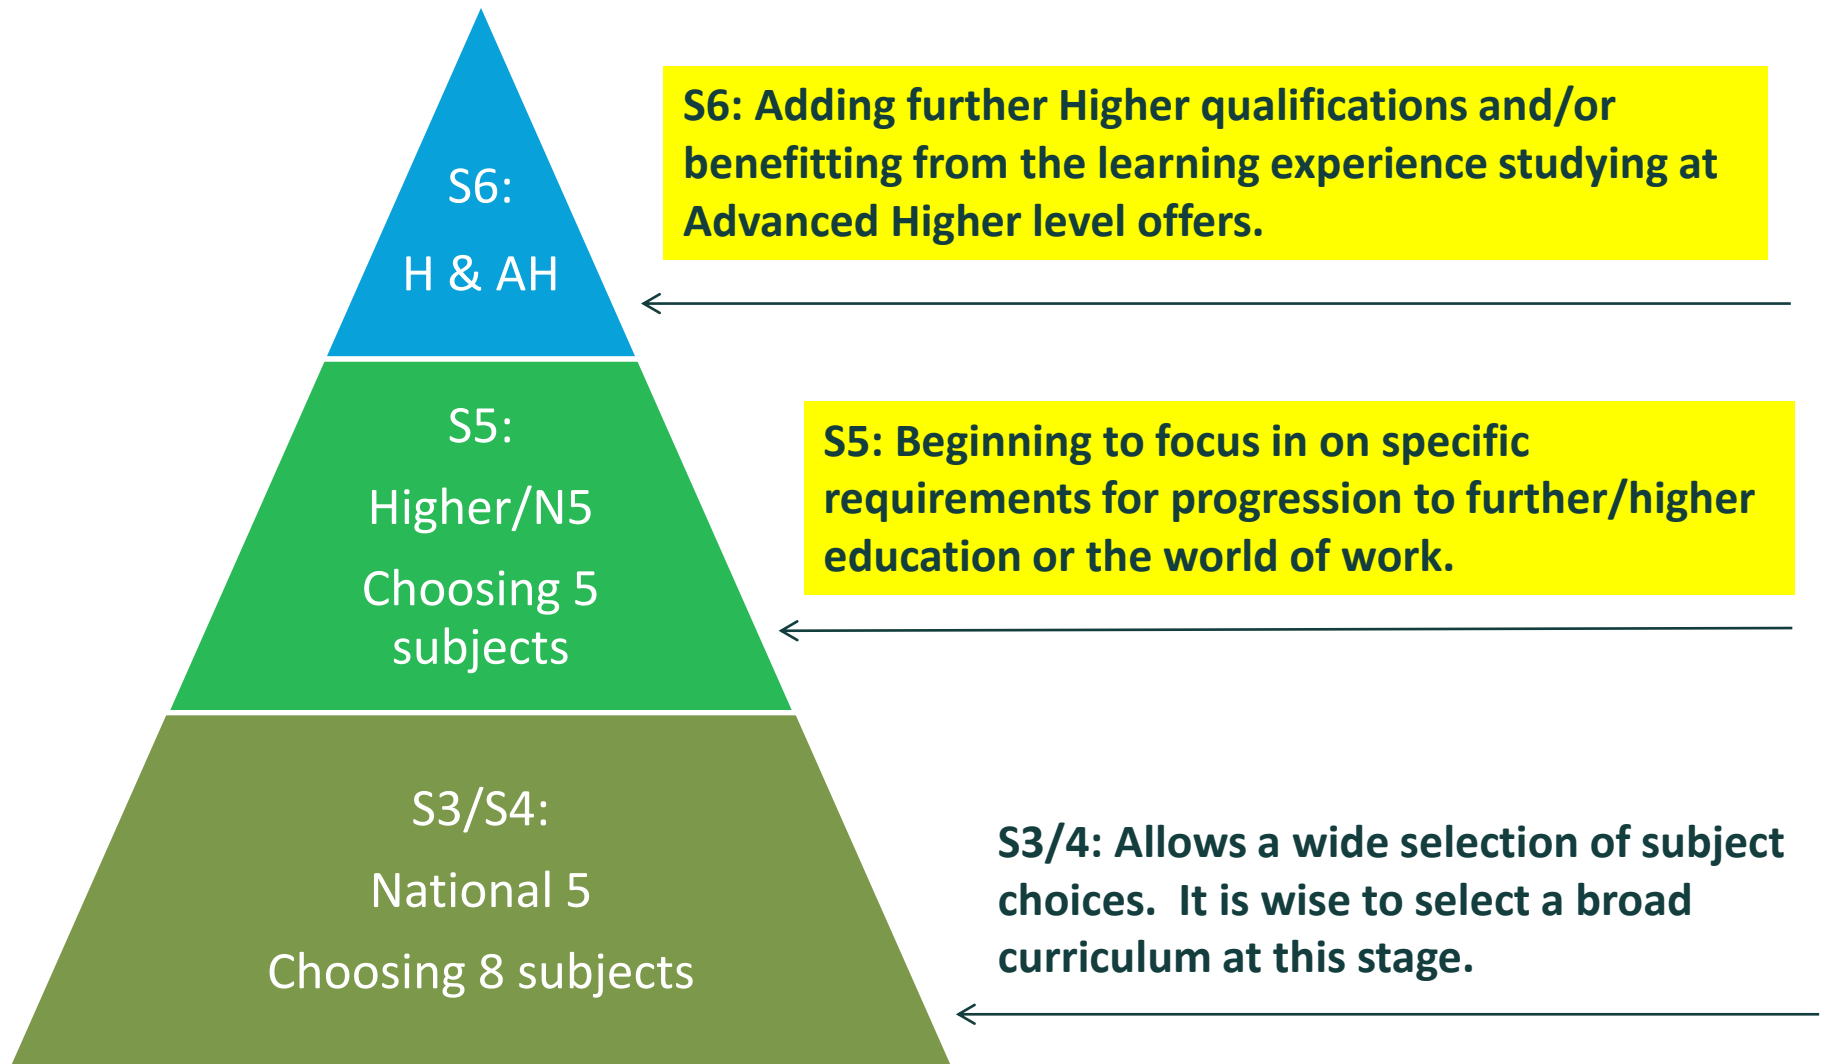 S6:
H & AH
S6: Adding further Higher qualifications and/or
benefitting from the learning experience studying at
Advanced Higher level offers.
S5:
Higher/N5
Choosing 5
subjects
S5: Beginning to focus in on specific
requirements for progression to further/higher
education or the world of work.
S3/S4:
National 5
Choosing 8 subjects
S3/4: Allows a wide selection of subject
choices.  It is wise to select a broad
curriculum at this stage.